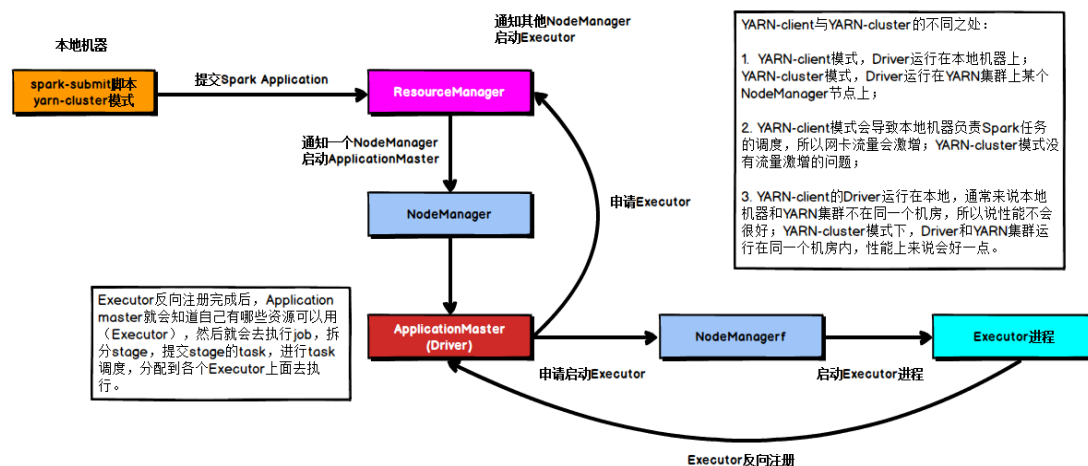 通知其他NodeManager
启动Executor
本地机器
spark-submit脚本
yarn-cluster模式
提交Spark Application
ResourceManager
通知一个NodeManager
启动ApplicationMaster
NodeManager
申请Executor
YARN-client与YARN-cluster的不同之处：
1. YARN-client模式，Driver运行在本地机器上；
YARN-cluster模式，Driver运行在YARN集群上某个
NodeManager节点上；
2. YARN-client模式会导致本地机器负责Spark任务
的调度，所以网卡流量会激增；YARN-cluster模式没
有流量激增的问题；
3. YARN-client的Driver运行在本地，通常来说本地
机器和YARN集群不在同一个机房，所以说性能不会
很好；YARN-cluster模式下，Driver和YARN集群运
行在同一个机房内，性能上来说会好一点。
Executor反向注册完成后，Application
master就会知道自己有哪些资源可以用
（Executor），然后就会去执行job，拆
分stage，提交stage的task，进行task
调度，分配到各个Executor上面去执
行。
ApplicationMaster
(Driver)
申请启动Executor
NodeManagerf
启动Executor进程
Executor进程
Executor反向注册